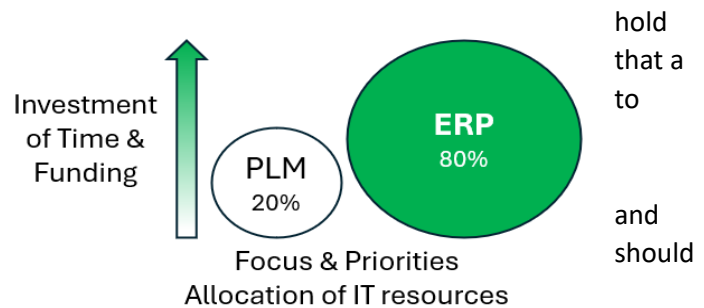 Investment
of Time &
Funding
PLM
20%
ERP
80%
Focus & Priorities
Allocation of IT resources
hold
that a
to
and
should